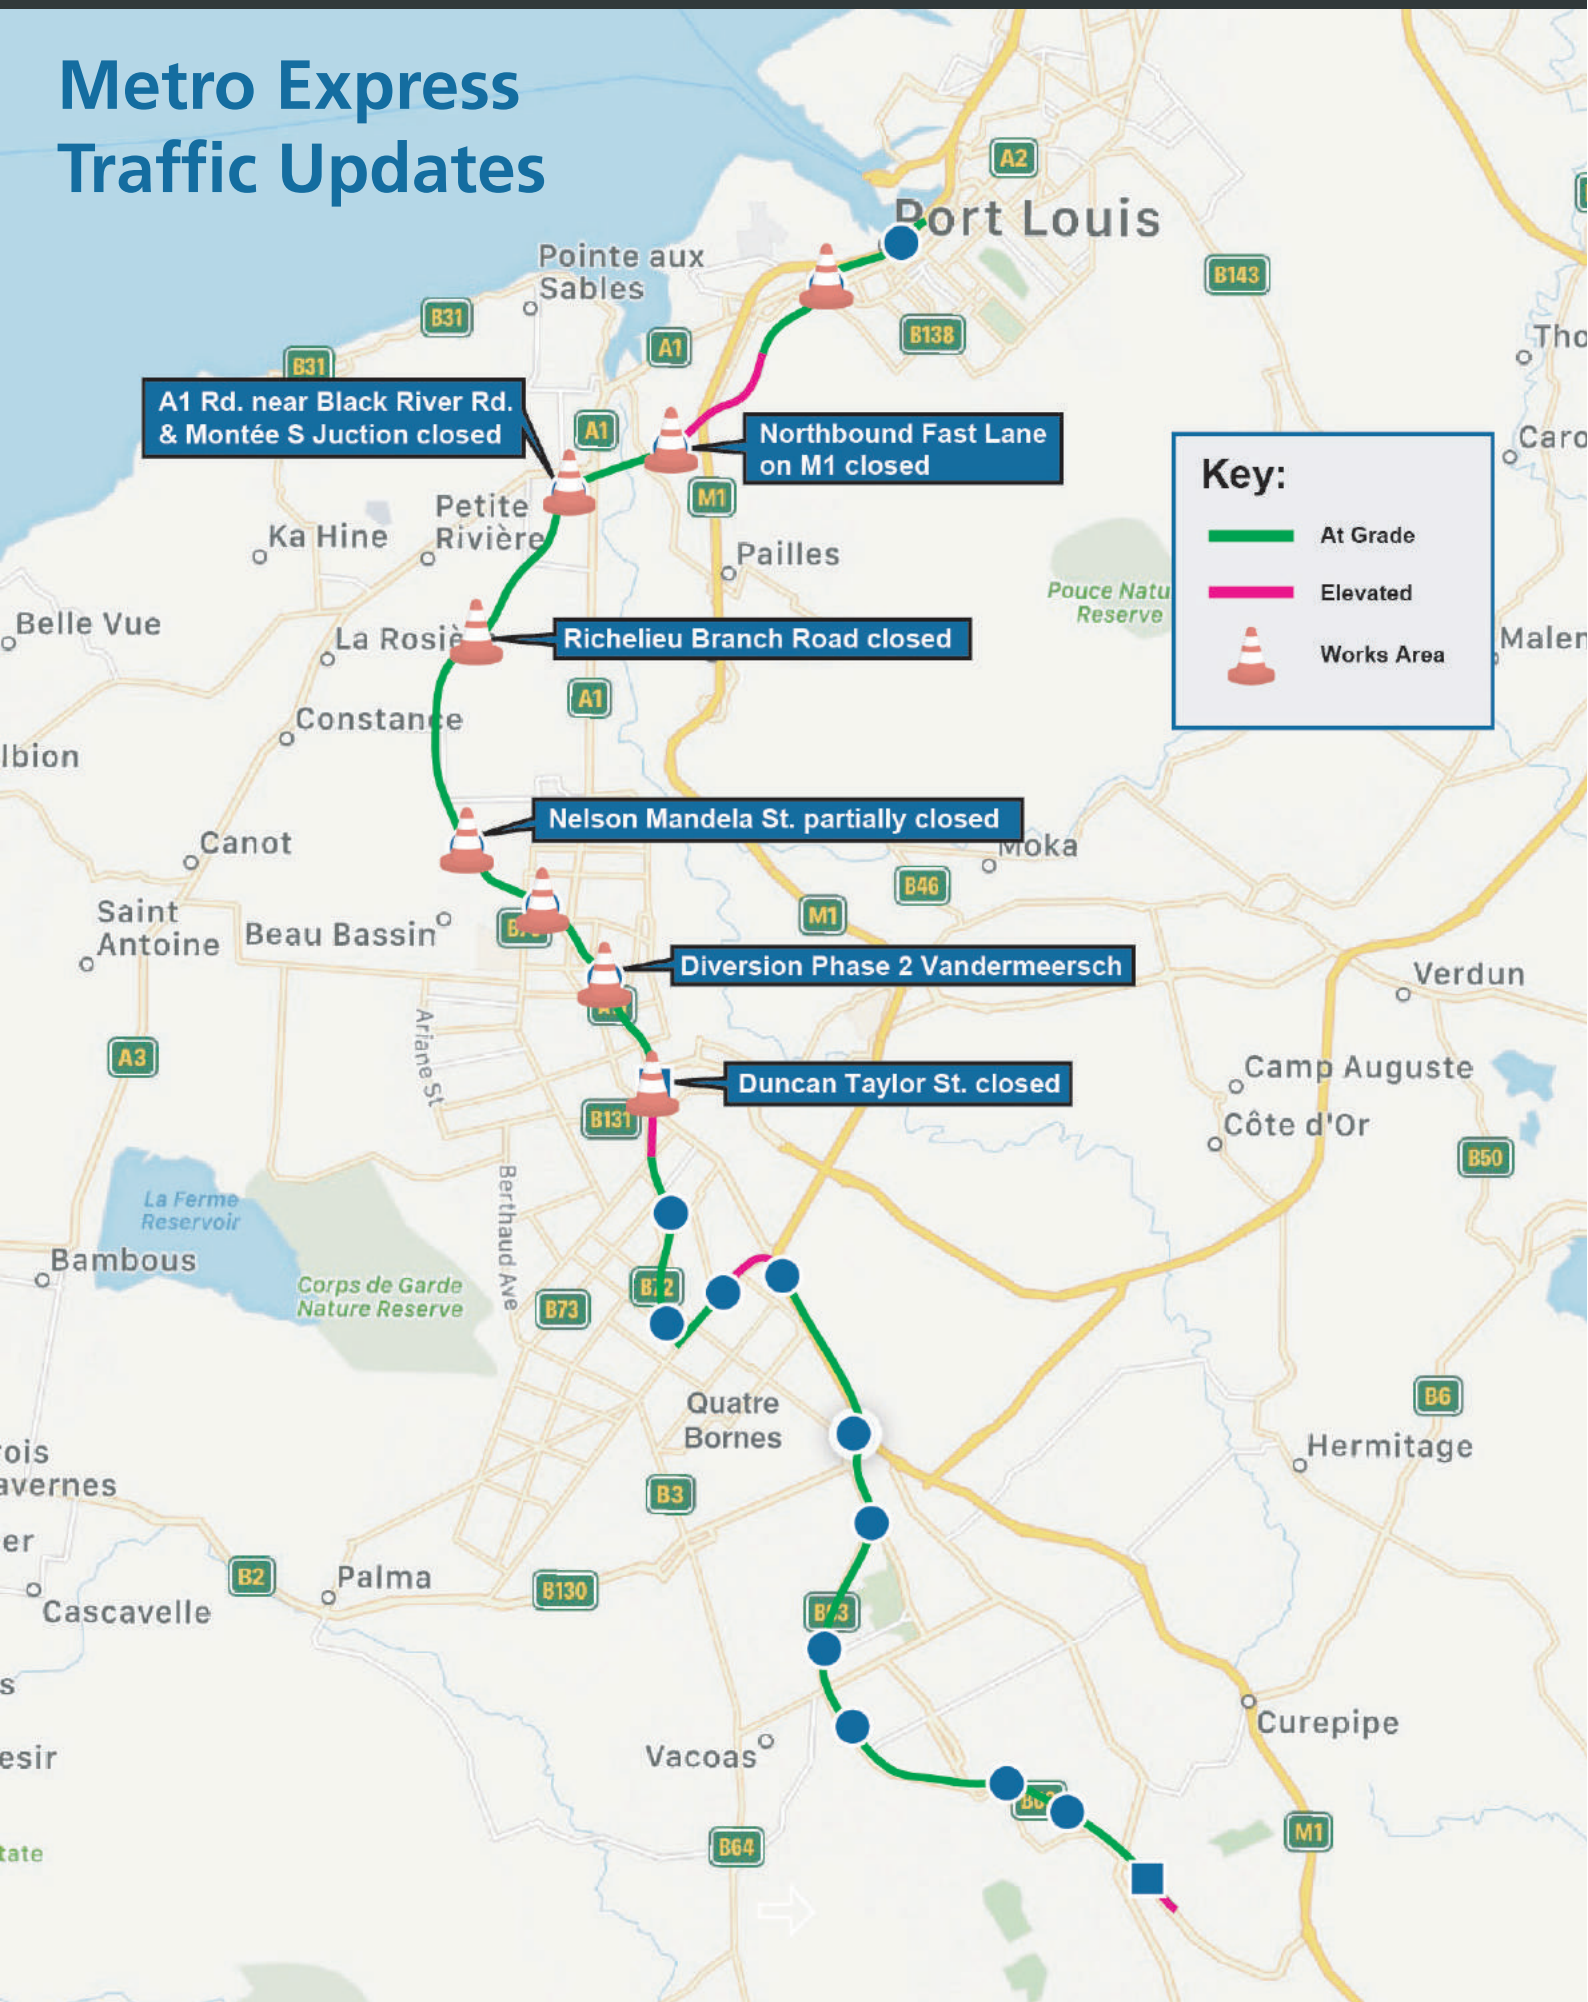 Metro Express
Traffic Updates
A2
Port Louis
Pointe aux
Sables
B143
B31
B138
Tho
A1
B31
A1 Rd. near Black River Rd.
& Montée S Juction closed
A1
Northbound Fast Lane
on M1 closed
Caro
Key:
M1
Petite
Rivière
Ka Hine
At Grade
Pailles
Pouce Natu
Reserve
Elevated
Belle Vue
La Rosiè
Richelieu Branch Road closed
Works Area
Malen
A1
Constance
lbion
Nelson Mandela St. partially closed
Canot
Moka
B46
M1
Saint
Antoine
Beau Bassin
Diversion Phase 2 Vandermeersch
Verdun
Ariane St
A3
Camp Auguste
Duncan Taylor St. closed
B131
Côte d'Or
B50
La Ferme
Reservoir
Berthaud Ave
Bambous
Corps de Garde
Nature Reserve
B72
B73
Quatre
Bornes
B6
rois
avernes
Hermitage
B3
er
B2
Palma
B130
Cascavelle
B63
s
Curepipe
Vacoas
esir
M1
B64
tate